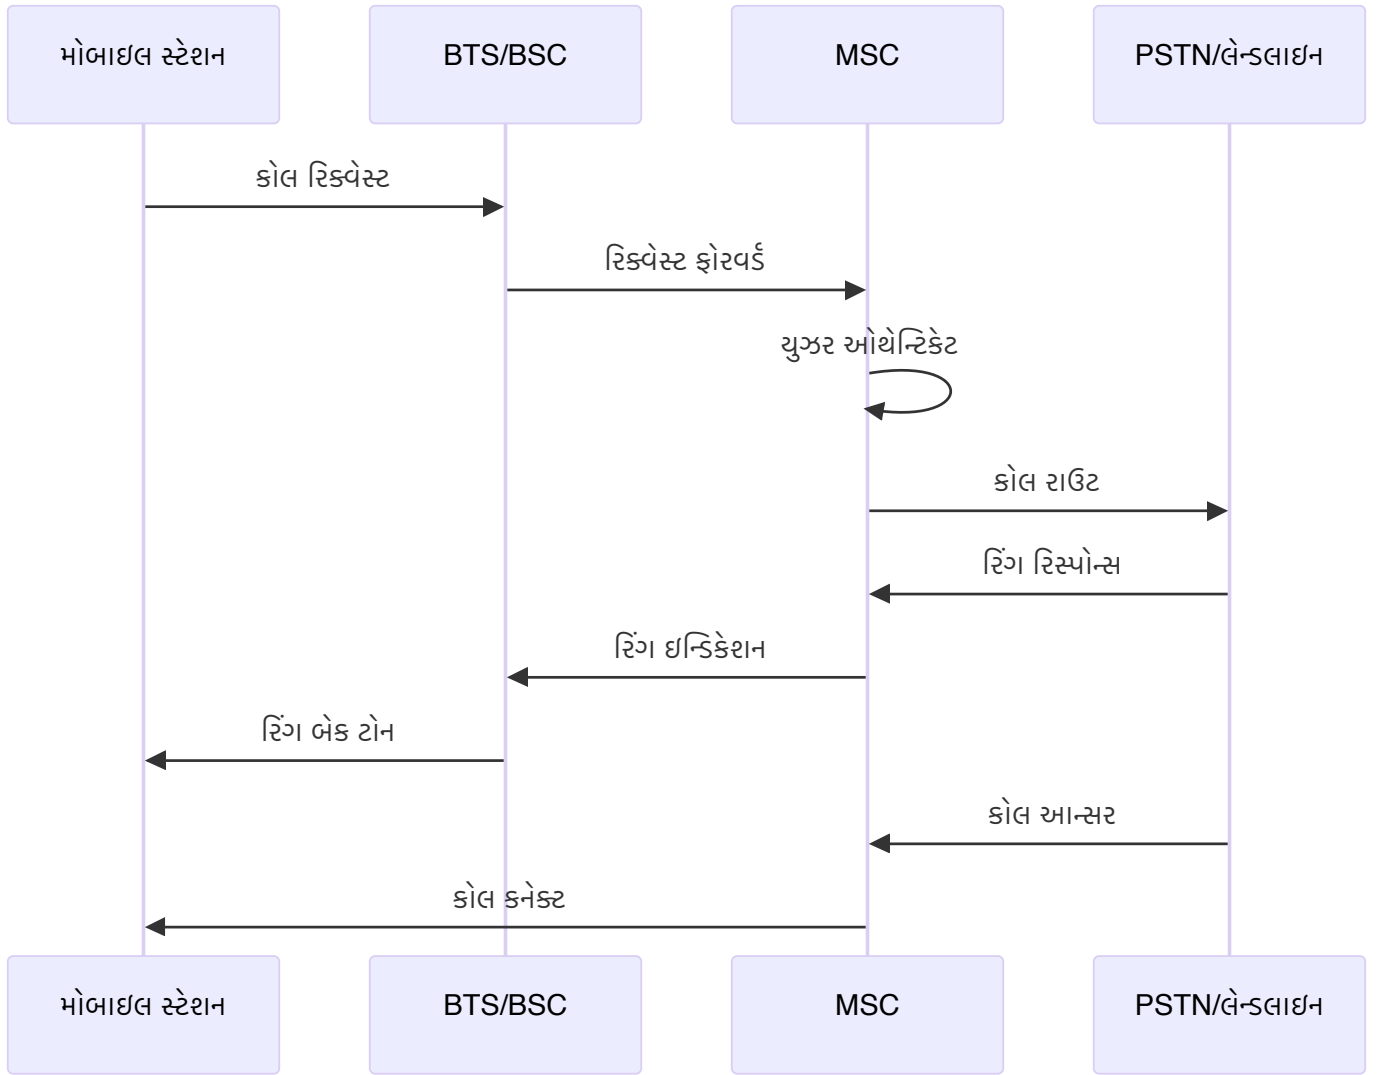 મોબાઇલ સ્ટેશન
BTS/BSC
MSC
PSTN/લેન્ડલાઇન
કોલ રિક્વેસ્ટ
રિક્વેસ્ટ ફોરવર્ડ
યુઝર ઓથેન્ટિકેટ
કોલ રાઉટ
રિંગ રિસ્પોન્સ
રિંગ ઇન્ડિકેશન
રિંગ બેક ટોન
કોલ આન્સર
કોલ કનેક્ટ
મોબાઇલ સ્ટેશન
BTS/BSC
MSC
PSTN/લેન્ડલાઇન